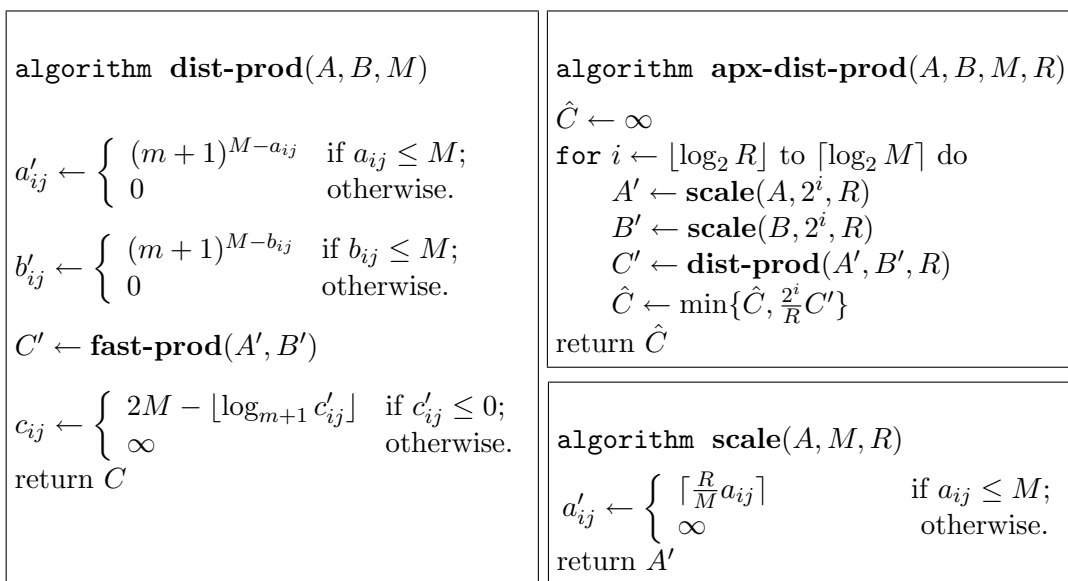 algorithm dist-prod(A, B, M)
a′ij ← { (m + 1)^{M−aij} if aij ≤ M;
0 otherwise.
b′ij ← { (m + 1)^{M−bij} if bij ≤ M;
0 otherwise.
C′ ← fast-prod(A′, B′)
cij ← { 2M − ⌊log_{m+1} c′ij⌋ if c′ij ≤ 0;
∞ otherwise.
return C
algorithm apx-dist-prod(A, B, M, R)
Ĉ ← ∞
for i ← ⌊log₂ R⌋ to ⌈log₂ M⌉ do
A′ ← scale(A, 2^i, R)
B′ ← scale(B, 2^i, R)
C′ ← dist-prod(A′, B′, R)
Ĉ ← min{Ĉ, \frac{2^i}{R} C′}
return Ĉ
algorithm scale(A, M, R)
a′ij ← { ⌈\frac{R}{M} aij⌉ if aij ≤ M;
∞ otherwise.
return A′